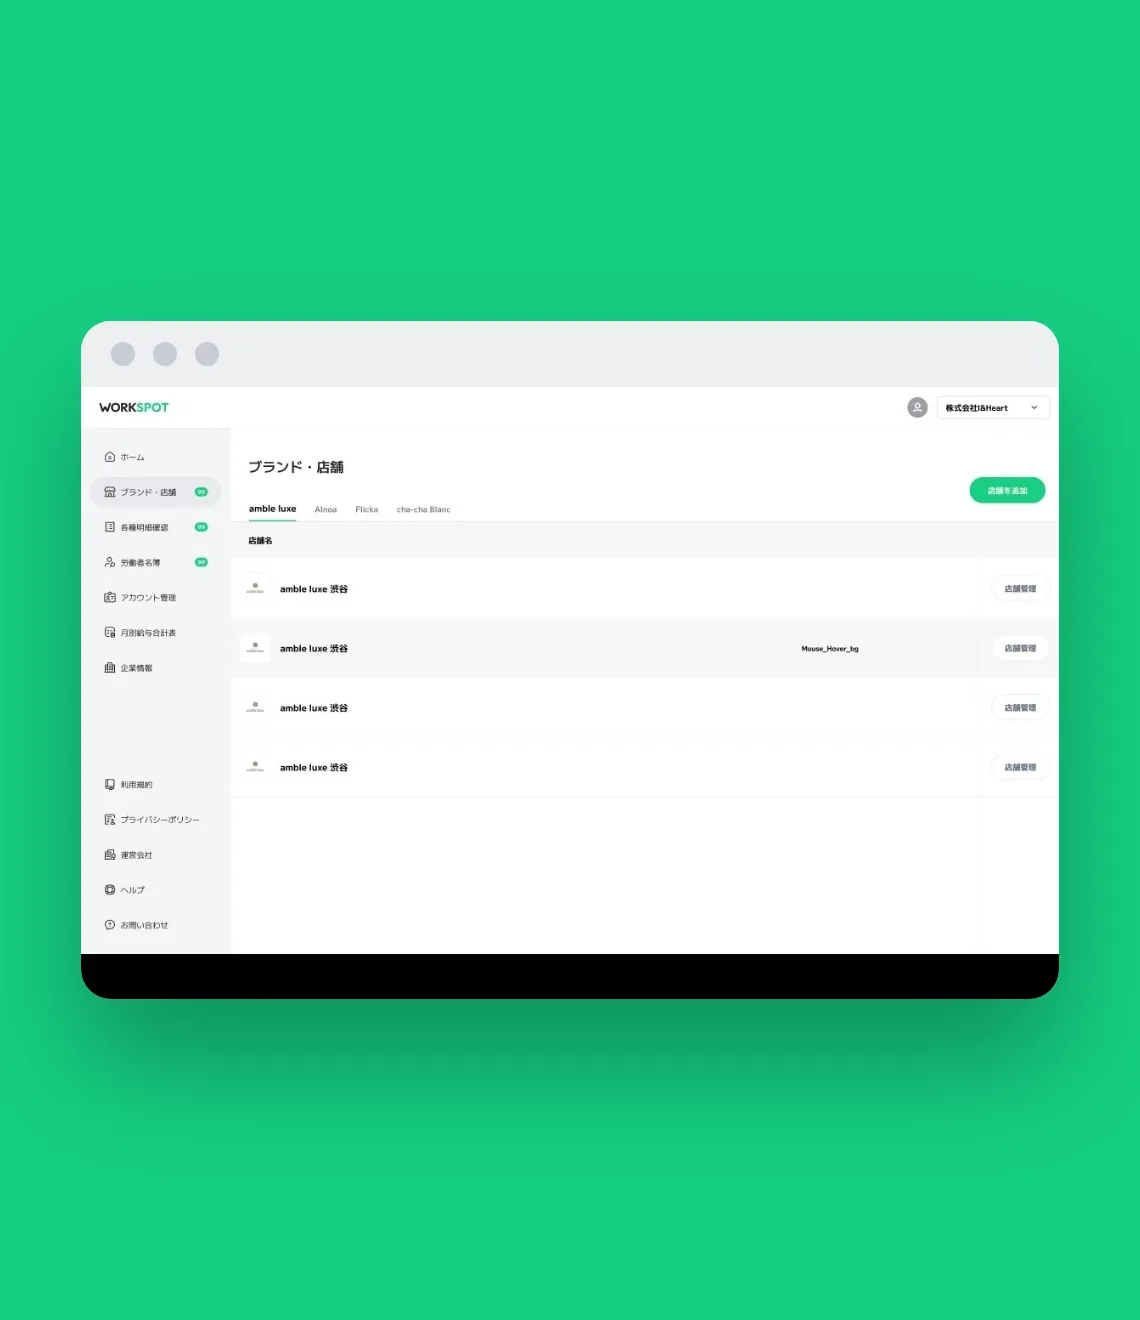 WORKSPOT
株式会社I&Heart
ホーム
ブランド・店舗 99
各種明細確認 99
労働者名簿 99
アカウント管理
月別給与合計表
企業情報
利用規約
プライバシーポリシー
運営会社
ヘルプ
お問い合わせ
ブランド・店舗
店舗を追加
amble luxe Alnoa Flicka cha-cha Blanc
店舗名
amble luxe 渋谷 店舗管理
amble luxe 渋谷 Mouse_Hover_bg 店舗管理
amble luxe 渋谷 店舗管理
amble luxe 渋谷 店舗管理